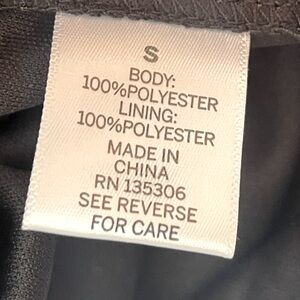 S
BODY:
100%POLYESTER
LINING:
100%POLYESTER
MADE IN
CHINA
RN 135306
SEE REVERSE
FOR CARE